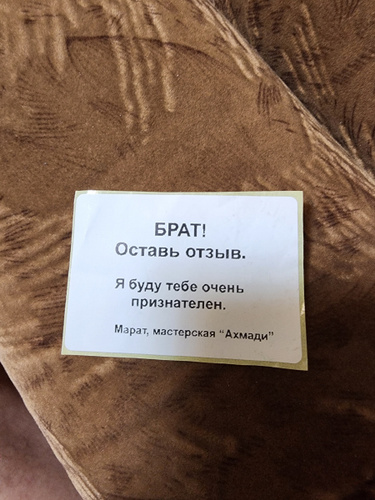 БРАТ!
Оставь отзыв.
Я буду тебе очень
признателен.
Марат, мастерская "Ахмади"